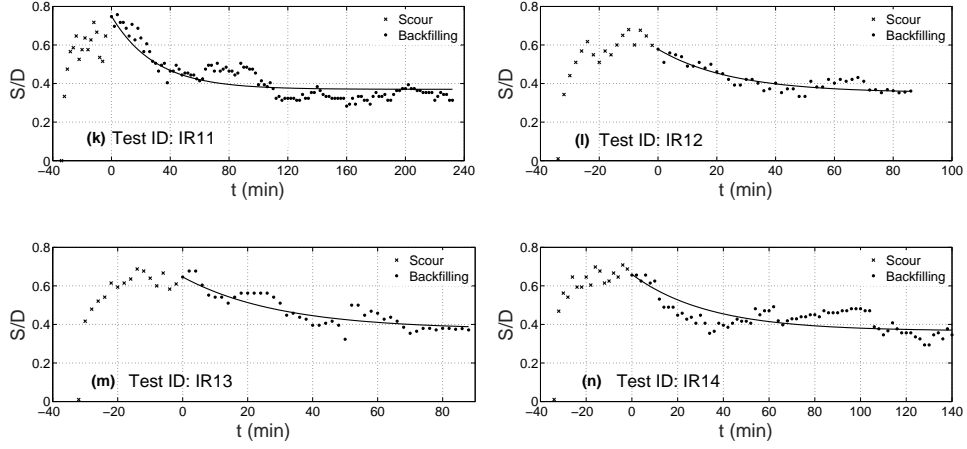 0.8
0.6
0.4
0.2
0
S/D
× Scour
• Backfilling
(k) Test ID: IR11
−40 0 40 80 120 160 200 240
t (min)
0.8
0.6
0.4
0.2
0
S/D
× Scour
• Backfilling
(l) Test ID: IR12
−40 −20 0 20 40 60 80 100
t (min)
0.8
0.6
0.4
0.2
0
S/D
× Scour
• Backfilling
(m) Test ID: IR13
−40 −20 0 20 40 60 80
t (min)
0.8
0.6
0.4
0.2
0
S/D
× Scour
• Backfilling
(n) Test ID: IR14
−40 −20 0 20 40 60 80 100 120 140
t (min)